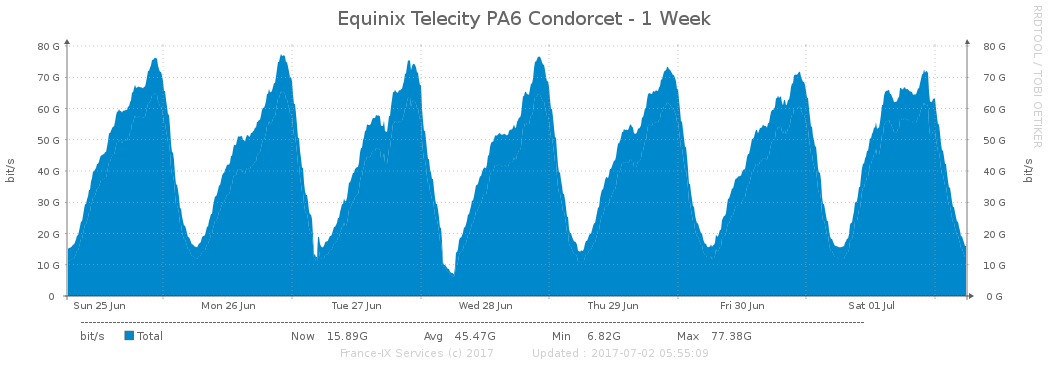 Equinix Telecity PA6 Condorcet - 1 Week
RRDTOOL / TOBI OETIKER
80 G 80 G
70 G 70 G
60 G 60 G
50 G 50 G
40 G 40 G
30 G 30 G
20 G 20 G
10 G 10 G
0 0 G
bit/s
bit/s
Sun 25 Jun Mon 26 Jun Tue 27 Jun Wed 28 Jun Thu 29 Jun Fri 30 Jun Sat 01 Jul
bit/s Total Now 15.89G Avg 45.47G Min 6.82G Max 77.38G
France-IX Services (c) 2017 Updated : 2017-07-02 05:55:09